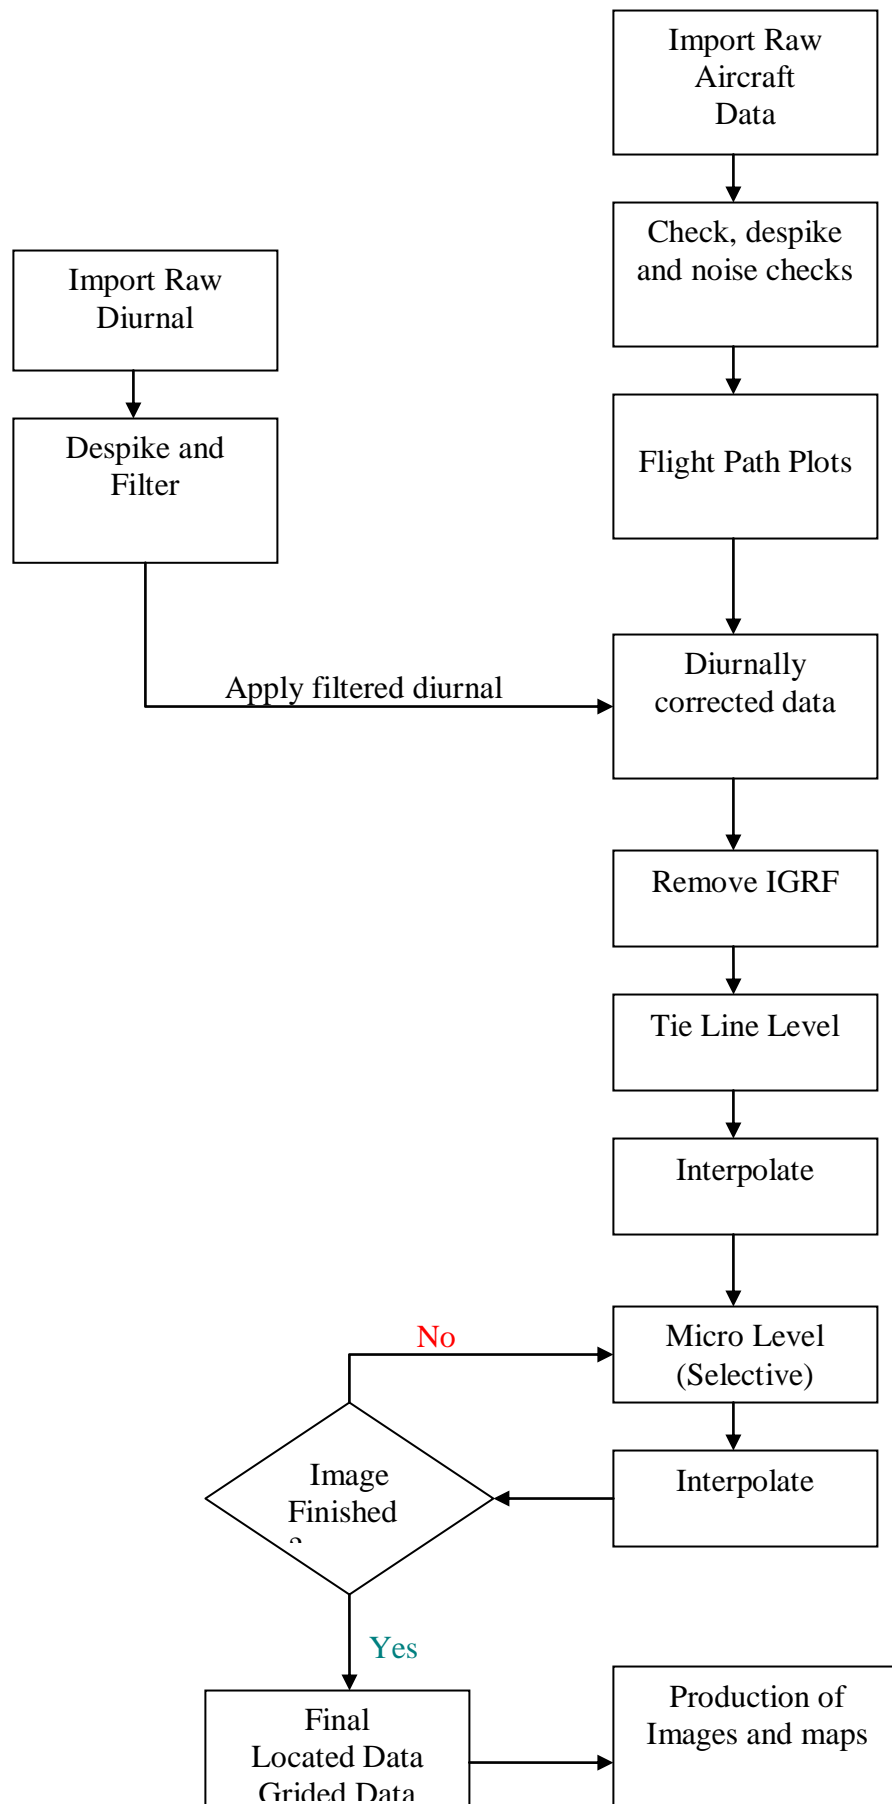 Import Raw
Aircraft
Data
Check, despike
and noise checks
Import Raw
Diurnal
Despike and
Filter
Flight Path Plots
Diurnally
corrected data
Apply filtered diurnal
Remove IGRF
Tie Line Level
Interpolate
No
Micro Level
(Selective)
Interpolate
Image
Finished
?
Yes
Final
Located Data
Grided Data
Production of
Images and maps